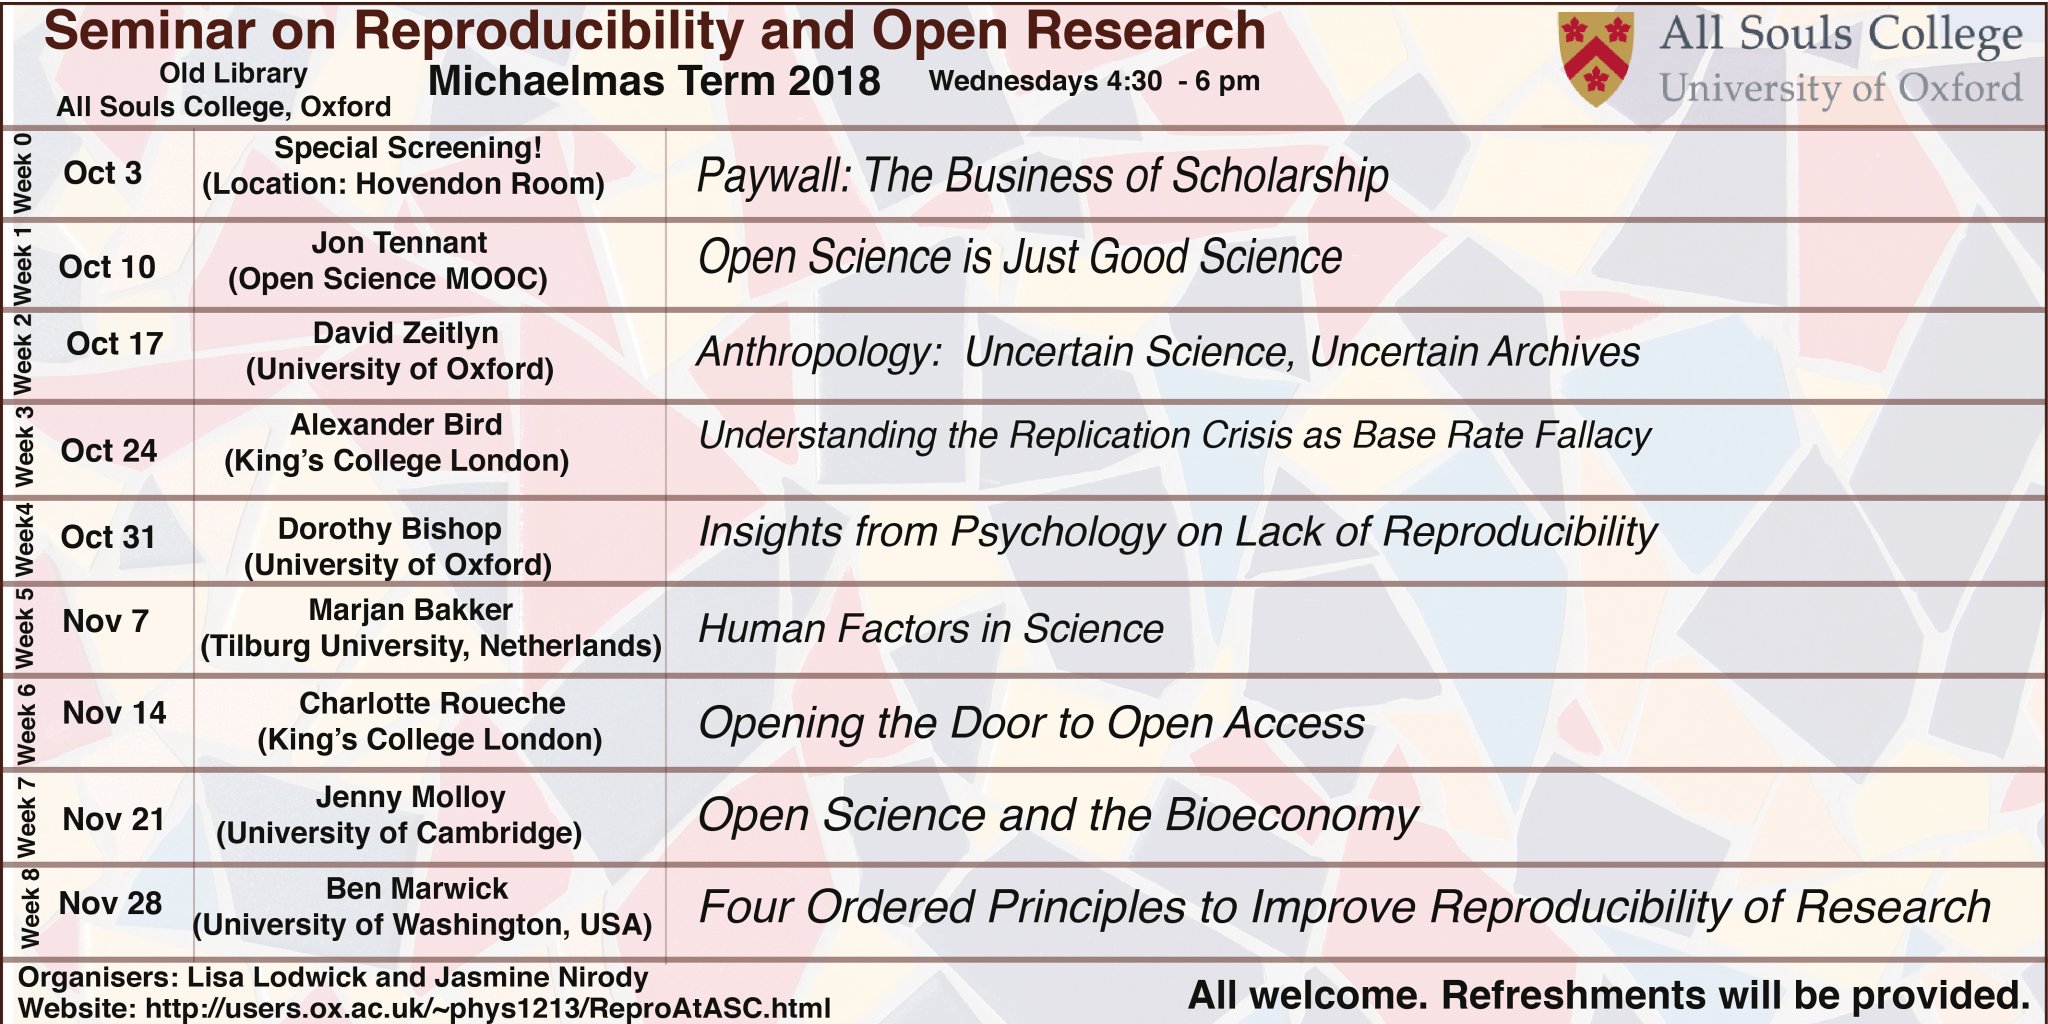 Seminar on Reproducibility and Open Research
Old Library
All Souls College, Oxford
Michaelmas Term 2018
Wednesdays 4:30 - 6 pm
All Souls College
University of Oxford
Week 0
Oct 3
Special Screening!
(Location: Hovendon Room)
Paywall: The Business of Scholarship
Week 1
Oct 10
Jon Tennant
(Open Science MOOC)
Open Science is Just Good Science
Week 2
Oct 17
David Zeitlyn
(University of Oxford)
Anthropology: Uncertain Science, Uncertain Archives
Week 3
Oct 24
Alexander Bird
(King's College London)
Understanding the Replication Crisis as Base Rate Fallacy
Week4
Oct 31
Dorothy Bishop
(University of Oxford)
Insights from Psychology on Lack of Reproducibility
Week 5
Nov 7
Marjan Bakker
(Tilburg University, Netherlands)
Human Factors in Science
Week 6
Nov 14
Charlotte Roueche
(King's College London)
Opening the Door to Open Access
Week 7
Nov 21
Jenny Molloy
(University of Cambridge)
Open Science and the Bioeconomy
Week 8
Nov 28
Ben Marwick
(University of Washington, USA)
Four Ordered Principles to Improve Reproducibility of Research
Organisers: Lisa Lodwick and Jasmine Nirody
Website: http://users.ox.ac.uk/~phys1213/ReproAtASC.html
All welcome. Refreshments will be provided.